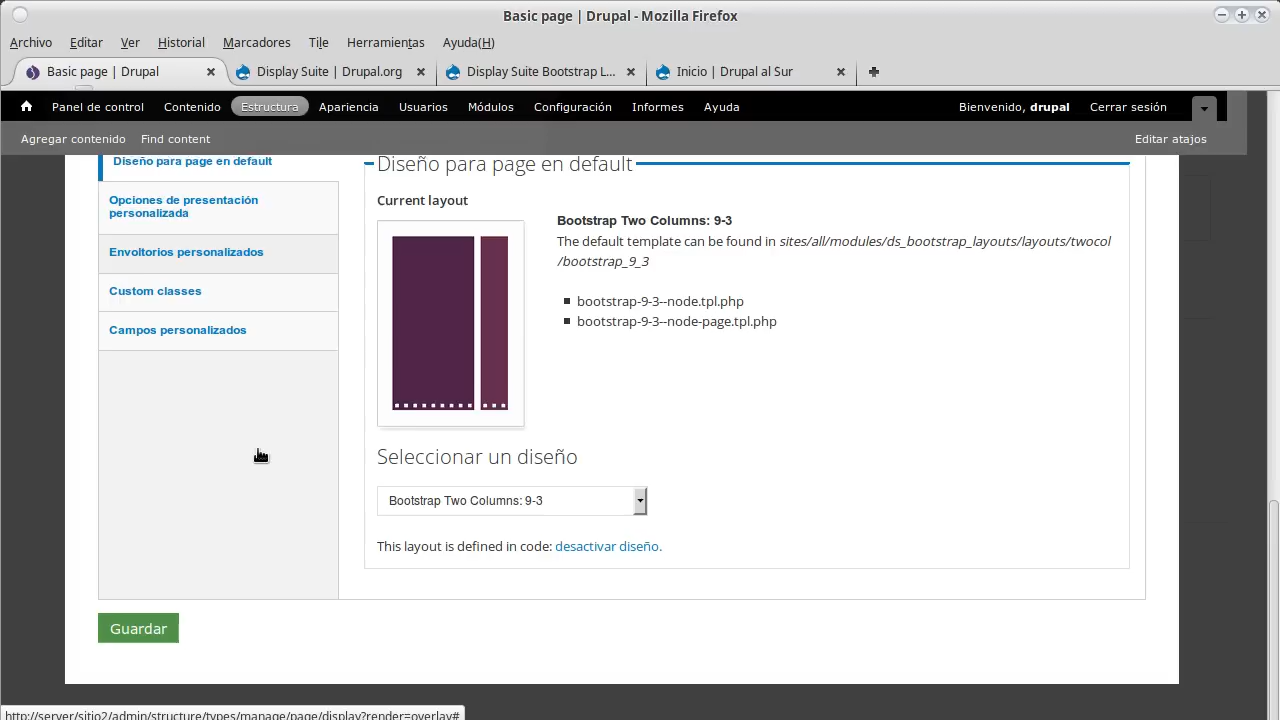 Basic page | Drupal - Mozilla Firefox
Archivo Editar Ver Historial Marcadores Tile Herramientas Ayuda(H)
Basic page | Drupal Display Suite | Drupal.org Display Suite Bootstrap L... Inicio | Drupal al Sur
Panel de control Contenido Estructura Apariencia Usuarios Módulos Configuración Informes Ayuda Bienvenido, drupal Cerrar sesión
Agregar contenido Find content Editar atajos
Diseño para page en default
Opciones de presentación
personalizada
Envoltorios personalizados
Custom classes
Campos personalizados
Diseño para page en default
Current layout
Bootstrap Two Columns: 9-3
The default template can be found in sites/all/modules/ds_bootstrap_layouts/layouts/twocol
/bootstrap_9_3
bootstrap-9-3--node.tpl.php
bootstrap-9-3--node-page.tpl.php
Seleccionar un diseño
Bootstrap Two Columns: 9-3
This layout is defined in code: desactivar diseño.
Guardar
http://server/sitio2/admin/structure/types/manage/page/display?render=overlay#